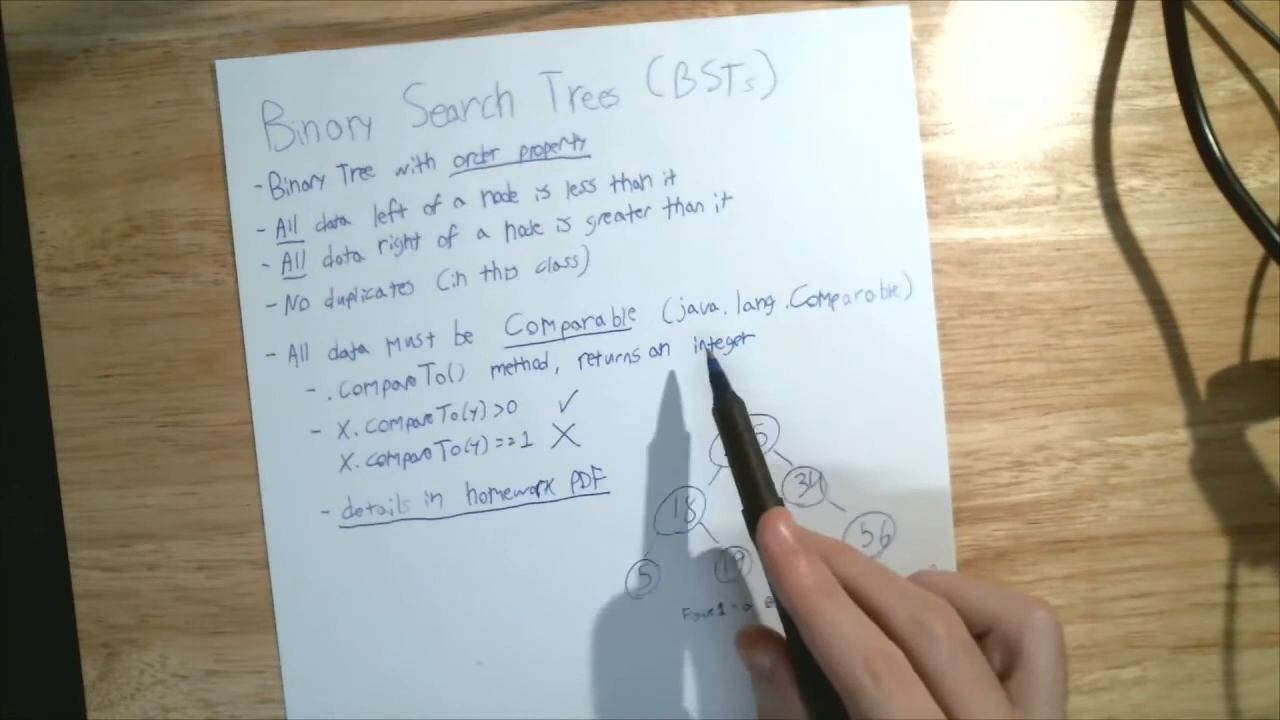 Binary Search Trees (BSTs)
- Binary Tree with order property
- All data left of a node is less than it
- All data right of a node is greater than it
- No duplicates (in this class)
- All data must be Comparable (java.lang.Comparable)
- .compareTo() method, returns an integer
- X.compareTo(Y)>0 ✓
X.compareTo(Y)==1 X
- details in homework PDF
18
34
5
19
56